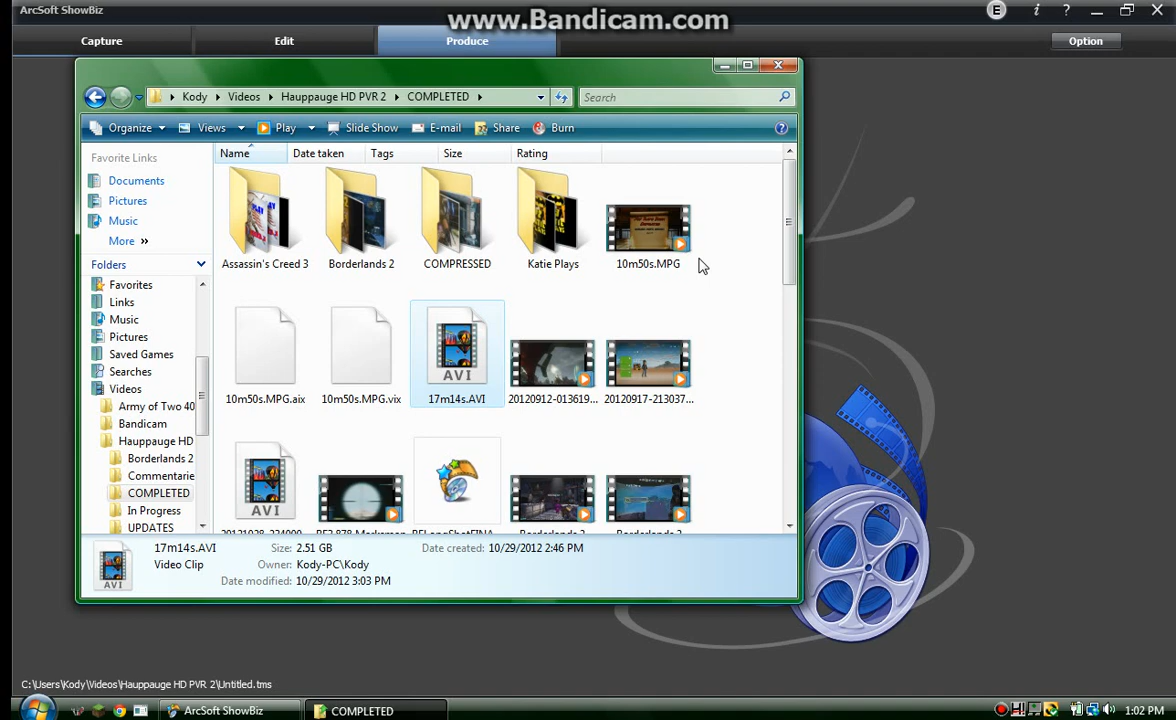 ArcSoft ShowBiz
www.Bandicam.com
Capture
Edit
Produce
Option
Kody
Videos
Hauppauge HD PVR 2
COMPLETED
Search
Organize
Views
Play
Slide Show
E-mail
Share
Burn
Favorite Links
Documents
Pictures
Music
More »
Folders
Favorites
Links
Music
Pictures
Saved Games
Searches
Videos
Army of Two 40
Bandicam
Hauppauge HD
Borderlands 2
Commentarie
COMPLETED
In Progress
UPDATES
Name
Date taken
Tags
Size
Rating
Assassin's Creed 3
Borderlands 2
COMPRESSED
Katie Plays
10m50s.MPG
10m50s.MPG.aix
10m50s.MPG.vix
AVI
17m14s.AVI
20120912-013619...
20120917-213037...
AVI
Borderlands 2
Borderlands 2
AVI
17m14s.AVI
Video Clip
Size: 2.51 GB
Owner: Kody-PC\Kody
Date modified: 10/29/2012 3:03 PM
Date created: 10/29/2012 2:46 PM
C:\Users\Kody\Videos\Hauppauge HD PVR 2\Untitled.tms
ArcSoft ShowBiz
COMPLETED
1:02 PM